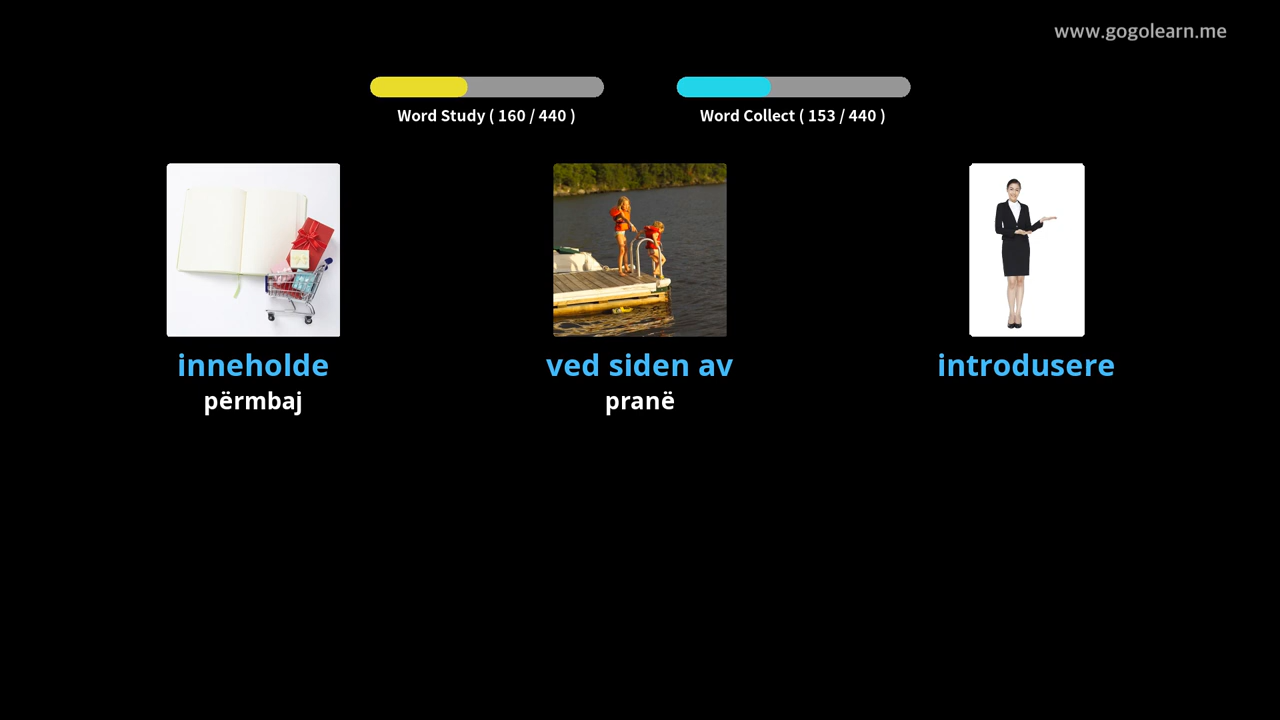 www.gogolearn.me
Word Study ( 160 / 440 )
Word Collect ( 153 / 440 )
inneholde
përmbaj
ved siden av
pranë
introdusere